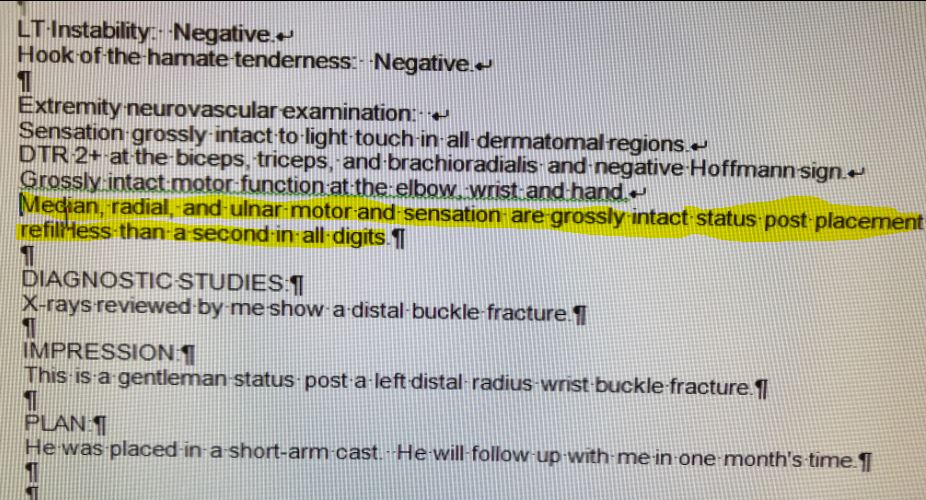 LT Instability:  Negative.
Hook of the hamate tenderness:  Negative.
Extremity neurovascular examination:
Sensation grossly intact to light touch in all dermatomal regions.
DTR 2+ at the biceps, triceps, and brachioradialis and negative Hoffmann sign.
Grossly intact motor function at the elbow, wrist and hand.
Median, radial, and ulnar motor and sensation are grossly intact status post placement
refill less than a second in all digits.
DIAGNOSTIC STUDIES:
X-rays reviewed by me show a distal buckle fracture.
IMPRESSION:
This is a gentleman status post a left distal radius wrist buckle fracture.
PLAN:
He was placed in a short-arm cast.  He will follow up with me in one month's time.